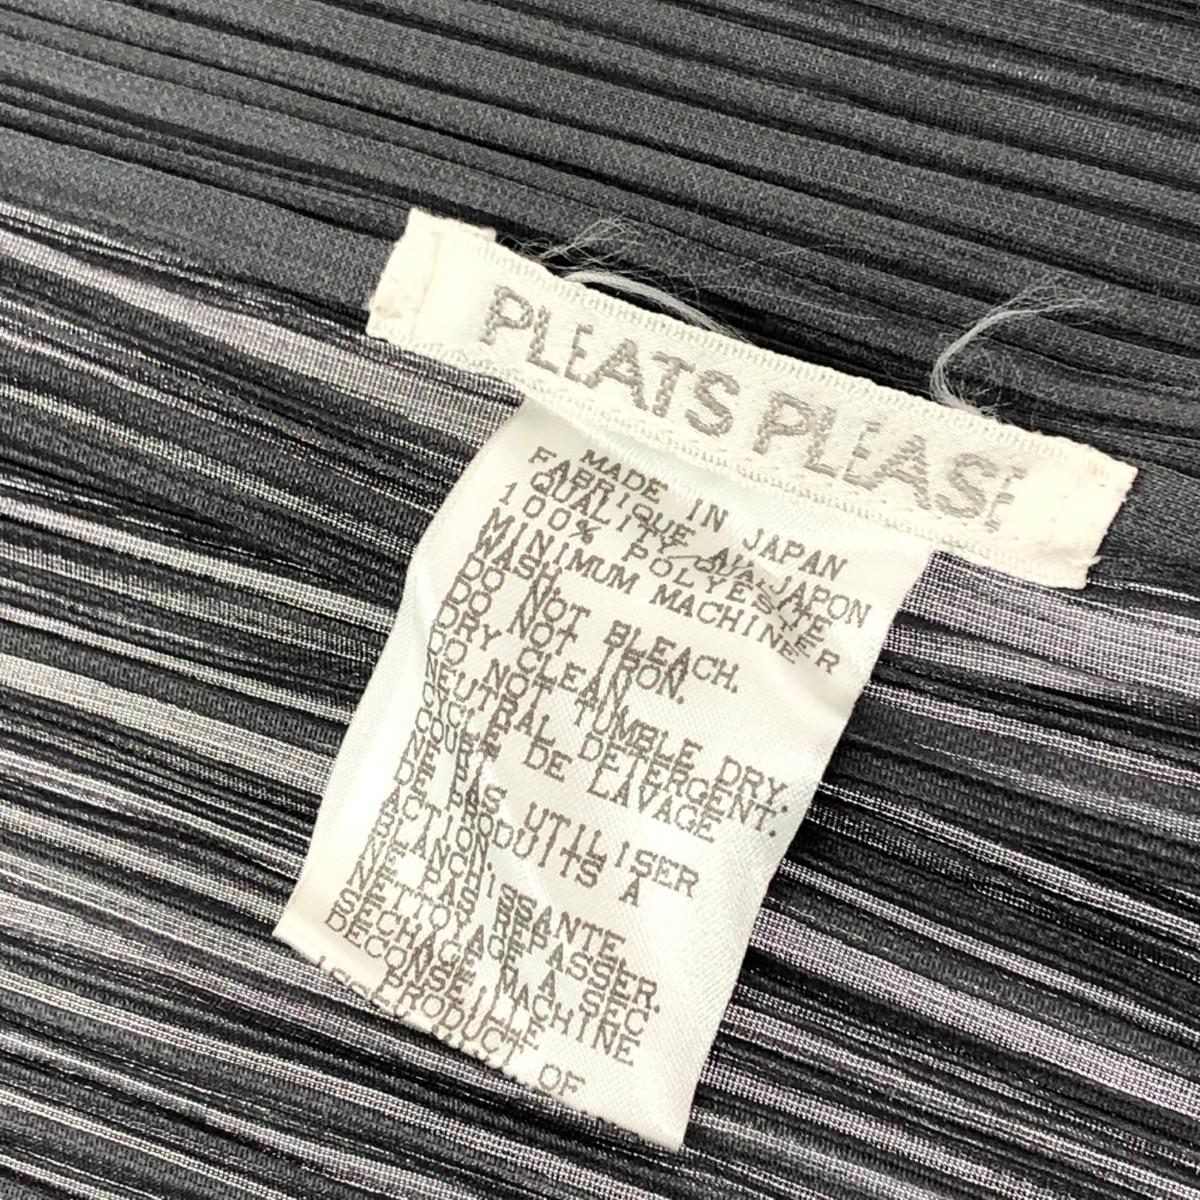 PLEATS PLEASE
MADE IN JAPAN
FABRIQUE AU JAPON
QUALITY
100% POLYESTER
MINIMUM MACHINE
WASH.
DO NOT BLEACH.
DO NOT IRON.
DRY CLEAN
DO NOT TUMBLE DRY.
NEUTRAL DETERGENT.
CYCLE DE LAVAGE
DOUX
NE PAS UTILISER
DE PRODUITS A
ACTION
BLANCHISSANTE
NE PAS REPASSER.
NETTOYAGE A SEC
SECHAGE MACHINE
DECONSEILLE
PRODUCT OF